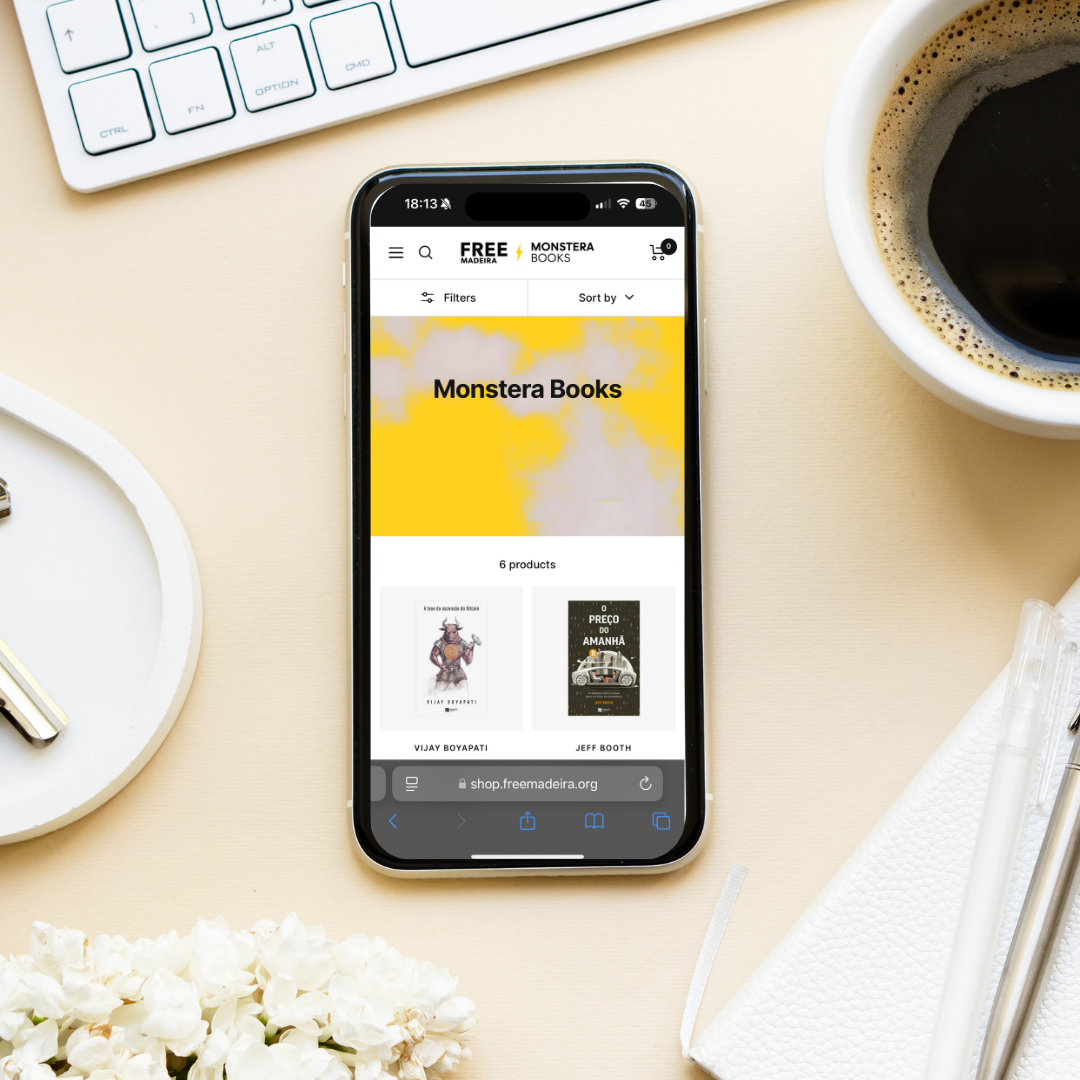 ALT
CMD
OPTION
FN
CTRL
18:13
45
FREE
MADEIRA
MONSTERA
BOOKS
0
Filters
Sort by
Monstera Books
6 products
A tese da ascensão do Bitcoin
VIJAY BOYAPATI
O
PREÇO
DO
AMANHÃ
JEFF BOOTH
VIJAY BOYAPATI
JEFF BOOTH
shop.freemadeira.org